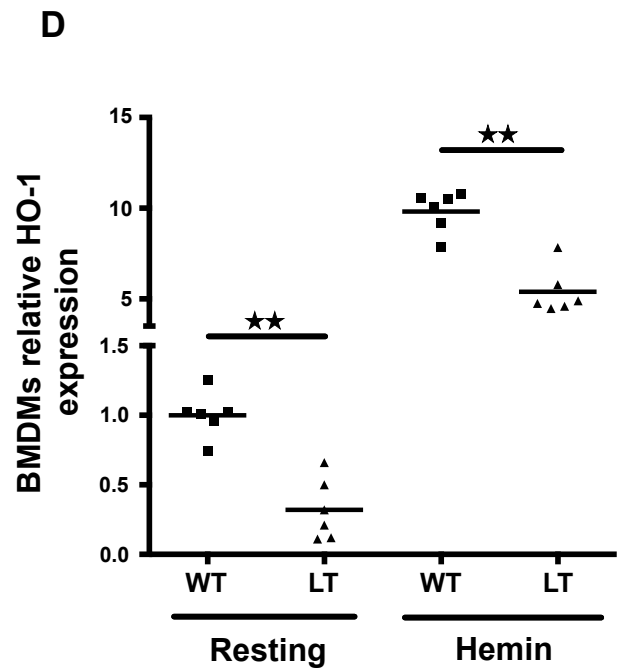 D
BMDMs relative HO-1
expression
15
10
5
1.5
1.0
0.5
0.0
★★
★★
WT
LT
WT
LT
Resting
Hemin